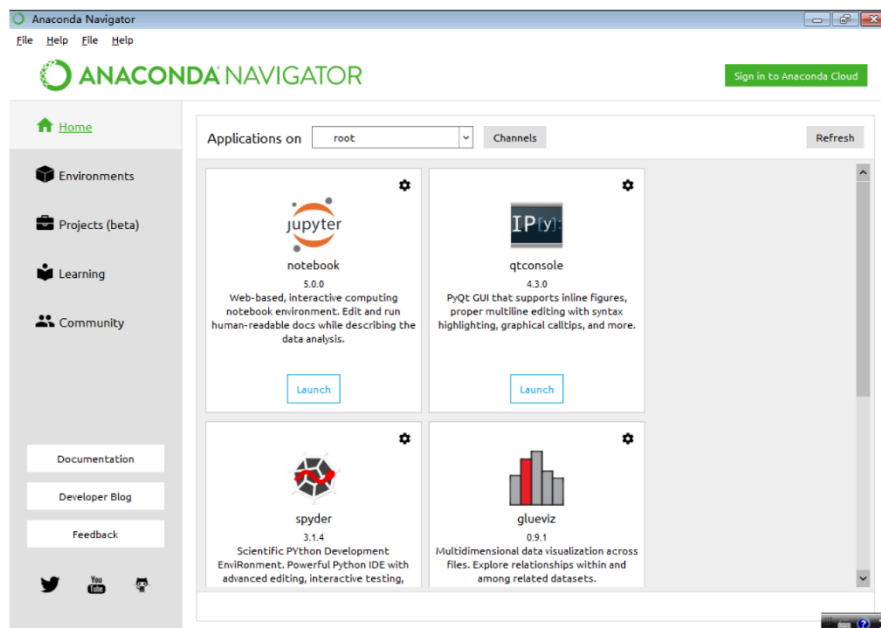 Anaconda Navigator
File Help File Help
ANACONDA NAVIGATOR
Sign in to Anaconda Cloud
Home
Environments
Projects (beta)
Learning
Community
Documentation
Developer Blog
Feedback
You
Tube
Applications on root Channels Refresh
jupyter
notebook
5.0.0
Web-based, interactive computing
notebook environment. Edit and run
human-readable docs while describing the
data analysis.
Launch
IP[y]:
qtconsole
4.3.0
PyQt GUI that supports inline figures,
proper multiline editing with syntax
highlighting, graphical calltips, and more.
Launch
spyder
3.1.4
Scientific PYthon Development
EnviRonment. Powerful Python IDE with
advanced editing, interactive testing,
glueviz
0.9.1
Multidimensional data visualization across
files. Explore relationships within and
among related datasets.